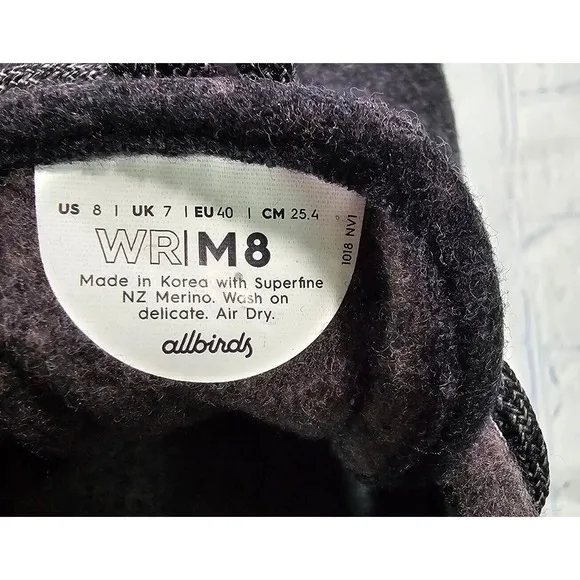 US 8 | UK 7 | EU 40 | CM 25.4
WR|M8
Made in Korea with Superfine
NZ Merino. Wash on
delicate. Air Dry.
allbirds
1018 NV1